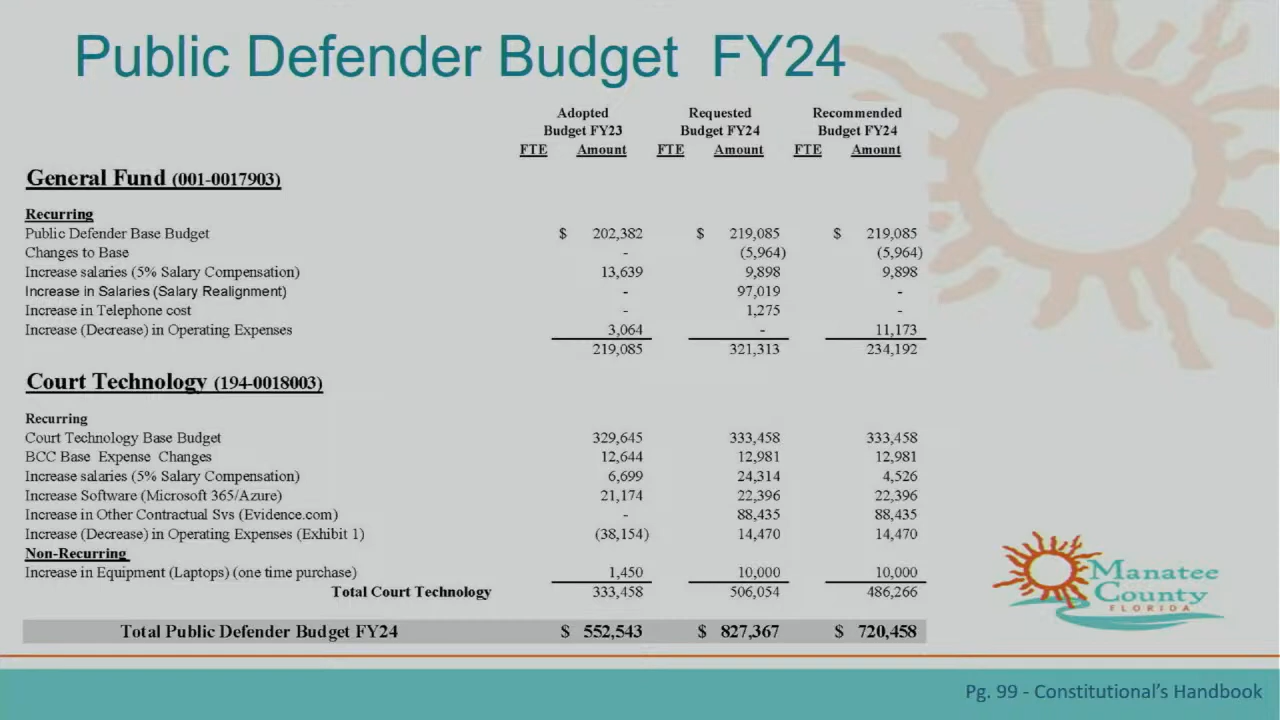 Public Defender Budget FY24
Adopted Requested Recommended
Budget FY23 Budget FY24 Budget FY24
FTE Amount FTE Amount FTE Amount
General Fund (001-0017903)
Recurring
Public Defender Base Budget $ 202,382 $ 219,085 $ 219,085
Changes to Base - (5,964) (5,964)
Increase salaries (5% Salary Compensation) 13,639 9,898 9,898
Increase in Salaries (Salary Realignment) - 97,019 -
Increase in Telephone cost - 1,275 -
Increase (Decrease) in Operating Expenses 3,064 - 11,173
219,085 321,313 234,192
Court Technology (194-0018003)
Recurring
Court Technology Base Budget 329,645 333,458 333,458
BCC Base Expense Changes 12,644 12,981 12,981
Increase salaries (5% Salary Compensation) 6,699 24,314 4,526
Increase Software (Microsoft 365/Azure) 21,174 22,396 22,396
Increase in Other Contractual Svs (Evidence.com) - 88,435 88,435
Increase (Decrease) in Operating Expenses (Exhibit 1) (38,154) 14,470 14,470
Non-Recurring
Increase in Equipment (Laptops) (one time purchase) 1,450 10,000 10,000
Total Court Technology 333,458 506,054 486,266
Total Public Defender Budget FY24 $ 552,543 $ 827,367 $ 720,458
Manatee
County
FLORIDA
Pg. 99 - Constitutional's Handbook